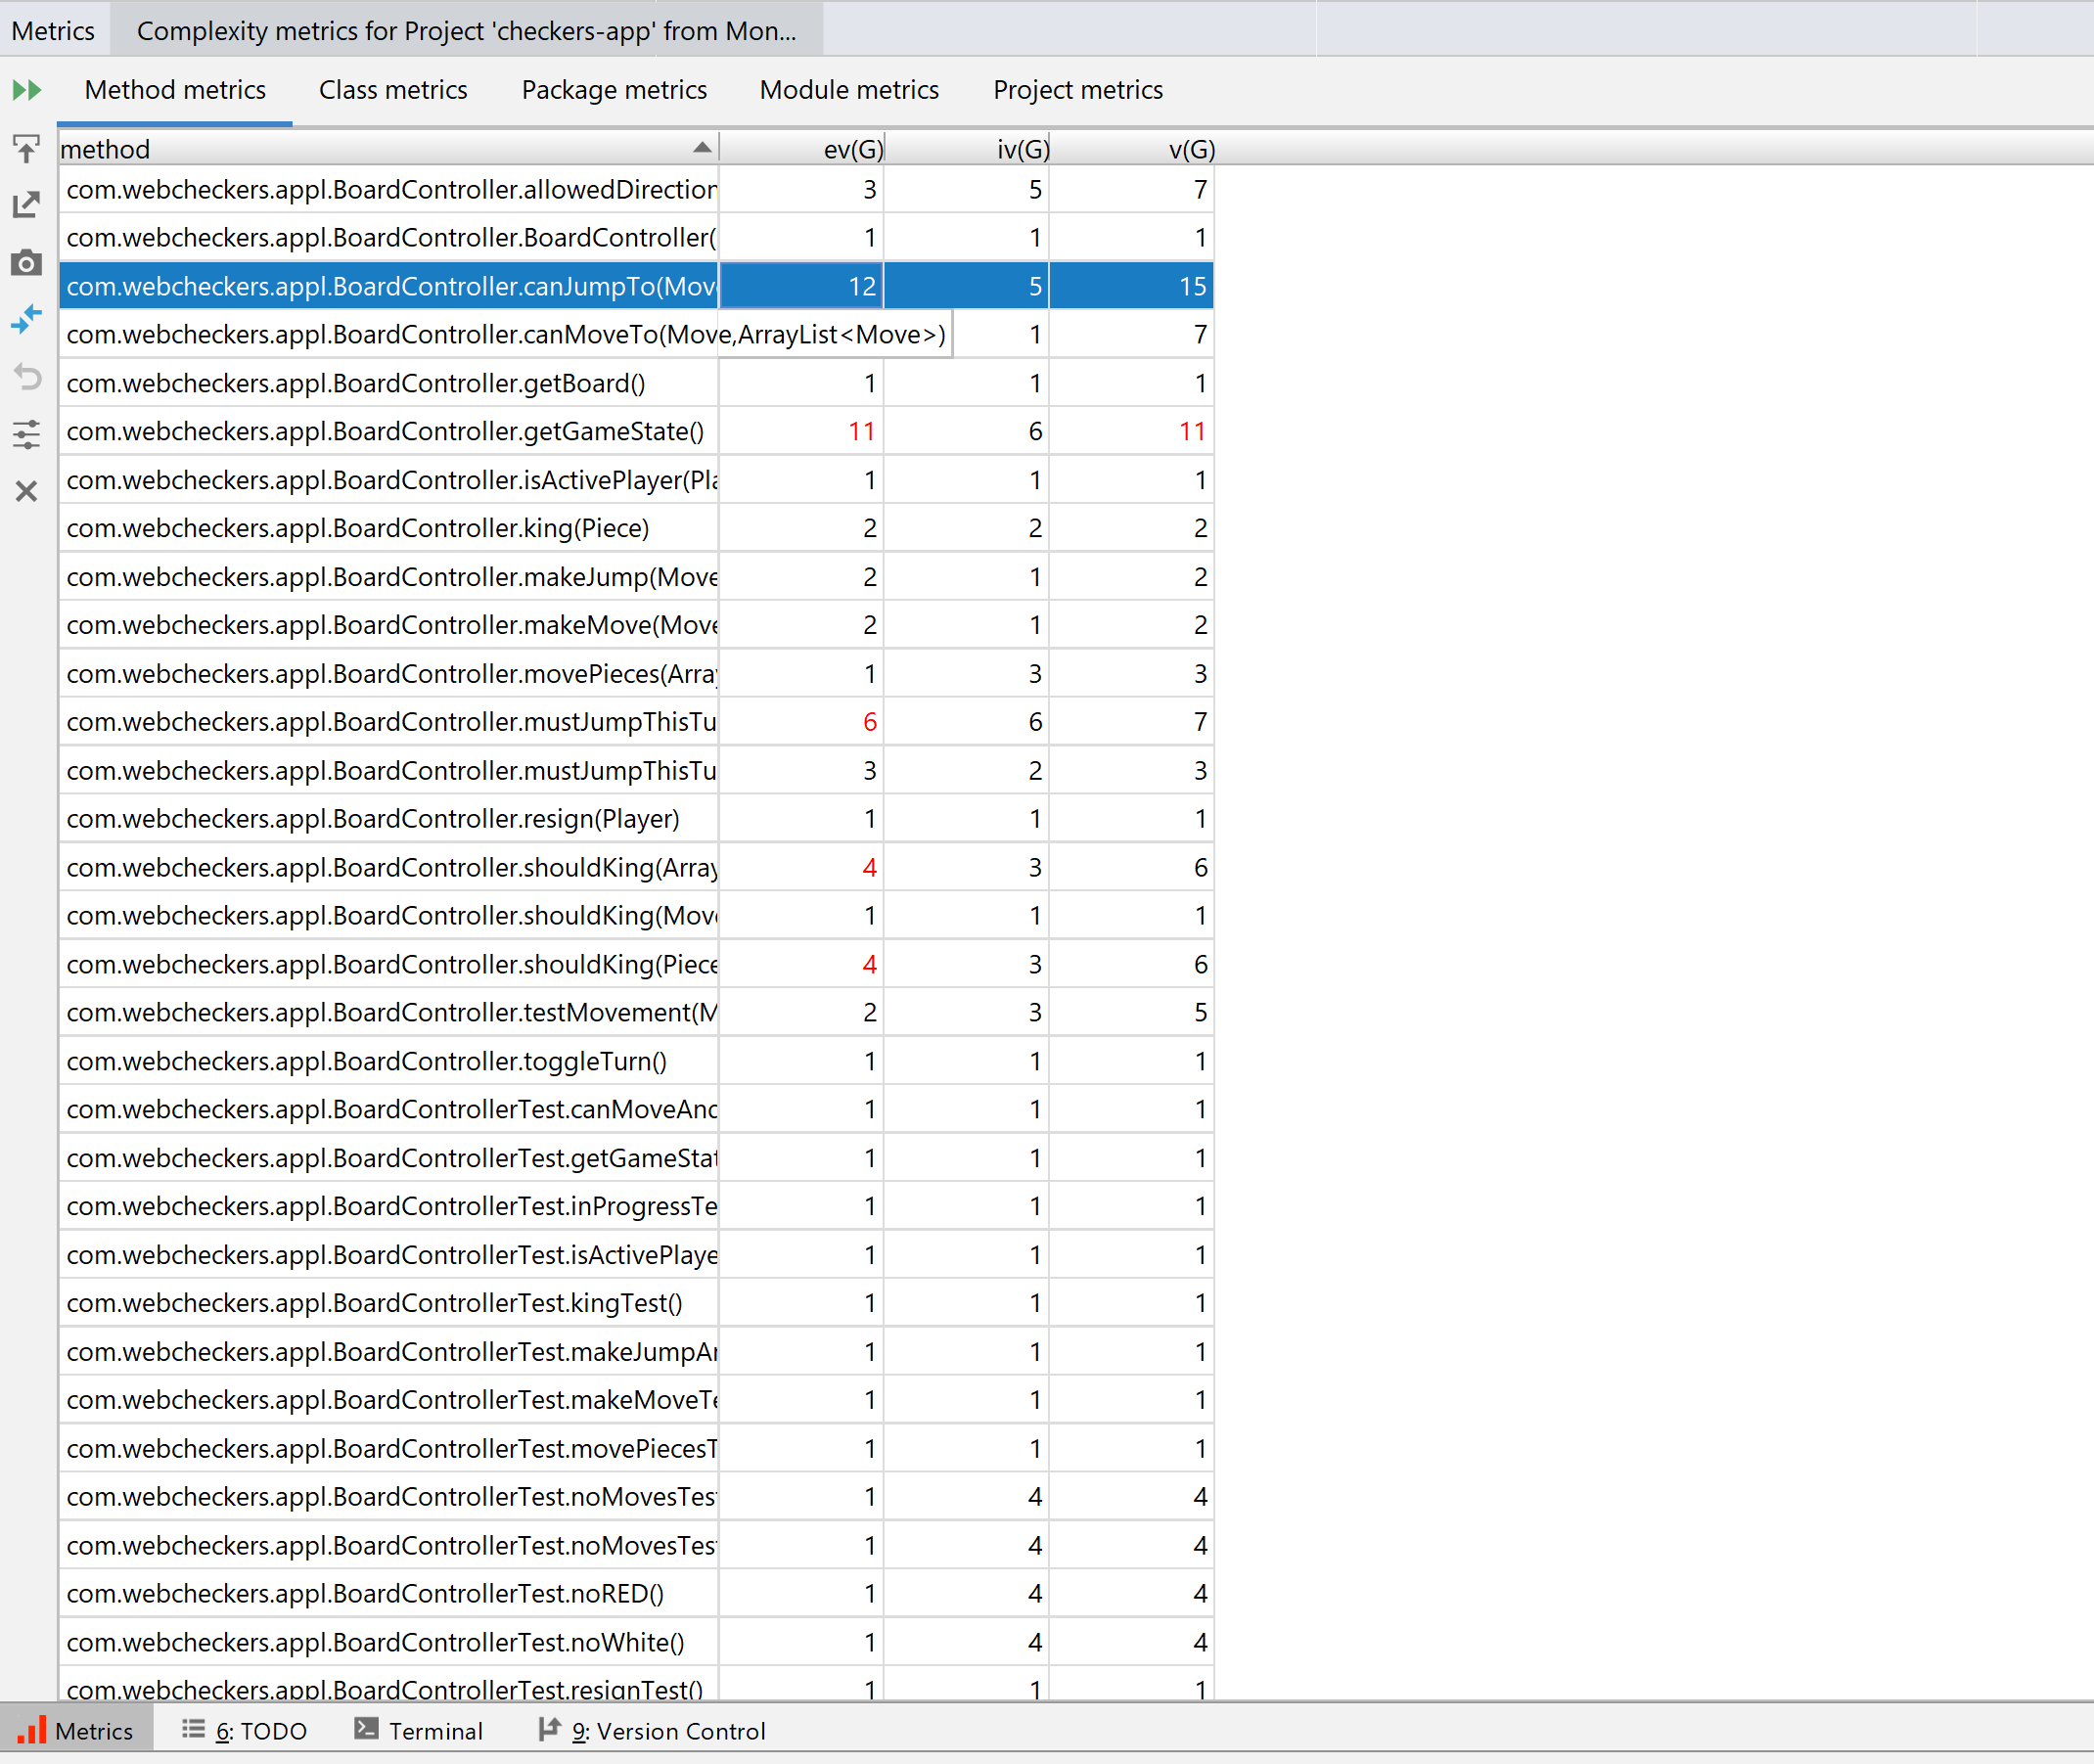 Metrics Complexity metrics for Project 'checkers-app' from Mon...
Method metrics Class metrics Package metrics Module metrics Project metrics
method ev(G) iv(G) v(G)
com.webcheckers.appl.BoardController.allowedDirection 3 5 7
com.webcheckers.appl.BoardController.BoardController( 1 1 1
com.webcheckers.appl.BoardController.canJumpTo(Mov 12 5 15
com.webcheckers.appl.BoardController.canMoveTo(Move,ArrayList<Move>) 1 7
com.webcheckers.appl.BoardController.getBoard() 1 1 1
com.webcheckers.appl.BoardController.getGameState() 11 6 11
com.webcheckers.appl.BoardController.isActivePlayer(Pla 1 1 1
com.webcheckers.appl.BoardController.king(Piece) 2 2 2
com.webcheckers.appl.BoardController.makeJump(Move 2 1 2
com.webcheckers.appl.BoardController.makeMove(Move 2 1 2
com.webcheckers.appl.BoardController.movePieces(Array 1 3 3
com.webcheckers.appl.BoardController.mustJumpThisTu 6 6 7
com.webcheckers.appl.BoardController.mustJumpThisTu 3 2 3
com.webcheckers.appl.BoardController.resign(Player) 1 1 1
com.webcheckers.appl.BoardController.shouldKing(Array 4 3 6
com.webcheckers.appl.BoardController.shouldKing(Move 1 1 1
com.webcheckers.appl.BoardController.shouldKing(Piece 4 3 6
com.webcheckers.appl.BoardController.testMovement(M 2 3 5
com.webcheckers.appl.BoardController.toggleTurn() 1 1 1
com.webcheckers.appl.BoardControllerTest.canMoveAnd 1 1 1
com.webcheckers.appl.BoardControllerTest.getGameStat 1 1 1
com.webcheckers.appl.BoardControllerTest.inProgressTe 1 1 1
com.webcheckers.appl.BoardControllerTest.isActivePlaye 1 1 1
com.webcheckers.appl.BoardControllerTest.kingTest() 1 1 1
com.webcheckers.appl.BoardControllerTest.makeJumpAr 1 1 1
com.webcheckers.appl.BoardControllerTest.makeMoveTe 1 1 1
com.webcheckers.appl.BoardControllerTest.movePiecesT 1 1 1
com.webcheckers.appl.BoardControllerTest.noMovesTest 1 4 4
com.webcheckers.appl.BoardControllerTest.noMovesTest 1 4 4
com.webcheckers.appl.BoardControllerTest.noRED() 1 4 4
com.webcheckers.appl.BoardControllerTest.noWhite() 1 4 4
com.webcheckers.appl.BoardControllerTest.resignTest() 1 1 1
Metrics 6: TODO Terminal 9: Version Control